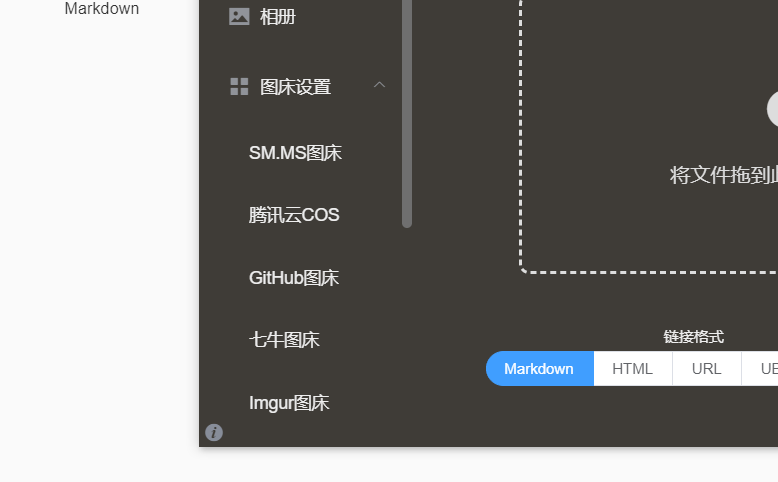 Markdown
相册
图床设置
SM.MS图床
腾讯云COS
GitHub图床
七牛图床
Imgur图床
将文件拖到
链接格式
Markdown
HTML
URL